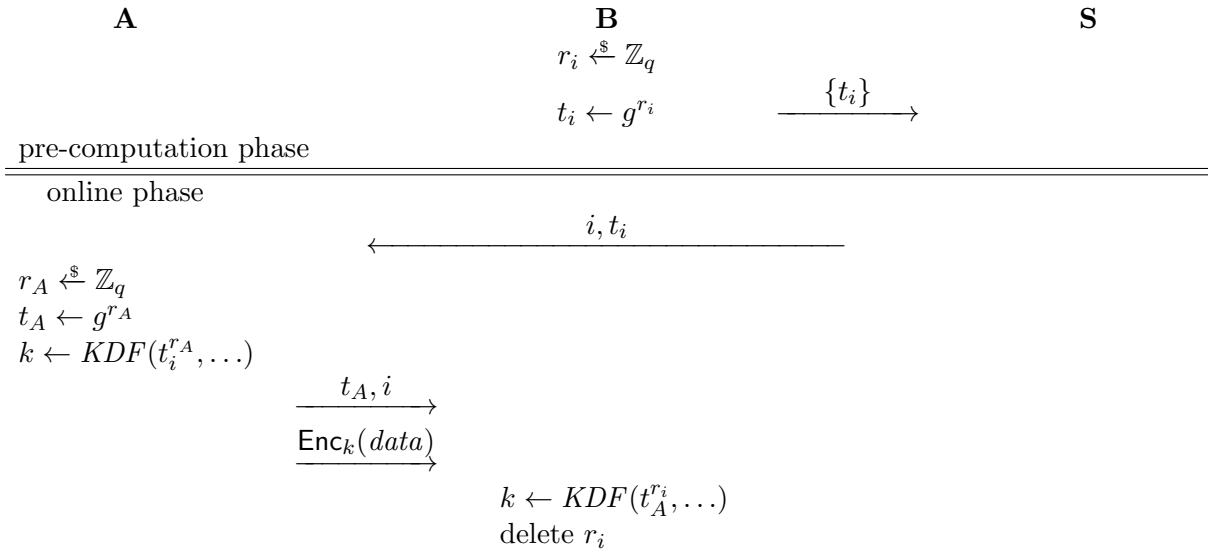 A B S
r_i ←$ ℤ_q
t_i ← g^{r_i} {t_i}
pre-computation phase
online phase
i, t_i
r_A ←$ ℤ_q
t_A ← g^{r_A}
k ← KDF(t_i^{r_A}, . . .)
t_A, i
Enc_k(data)
k ← KDF(t_A^{r_i}, . . .)
delete r_i